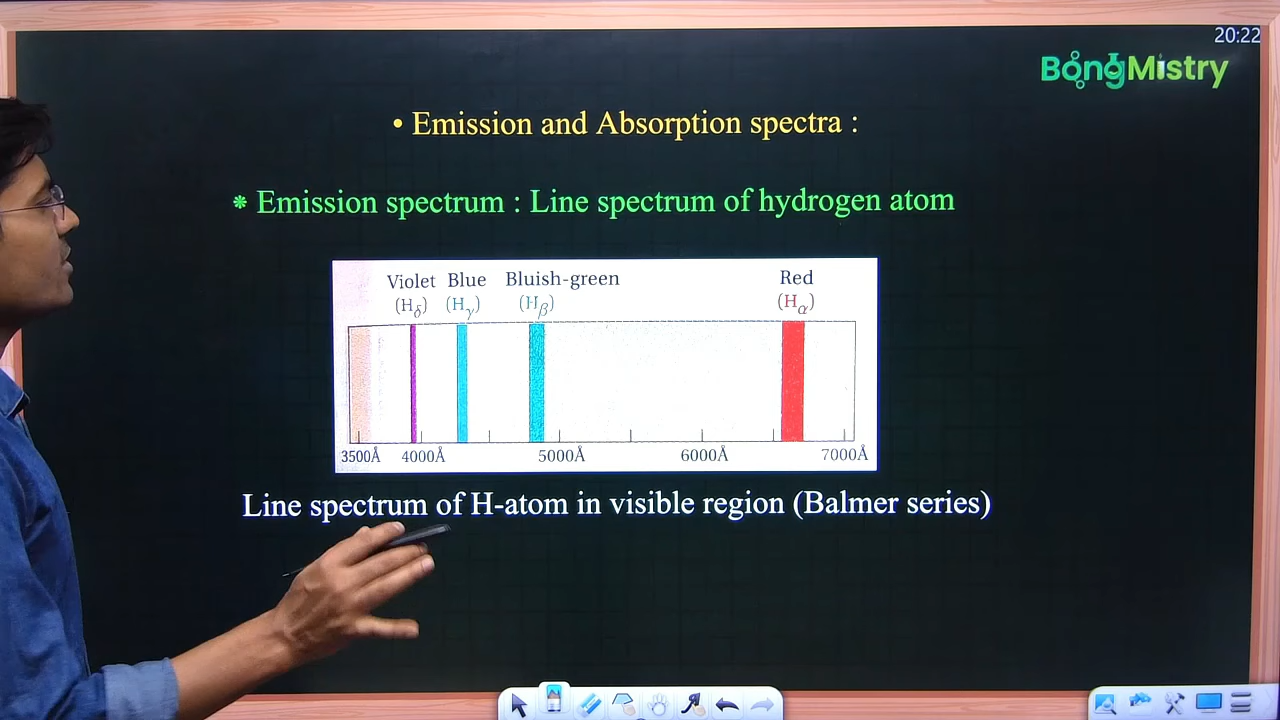 20:22
BongMistry
• Emission and Absorption spectra :
⁕ Emission spectrum : Line spectrum of hydrogen atom
Violet Blue Bluish-green Red
(Hδ) (Hγ) (Hβ) (Hα)
3500Å 4000Å 5000Å 6000Å 7000Å
Line spectrum of H-atom in visible region (Balmer series)